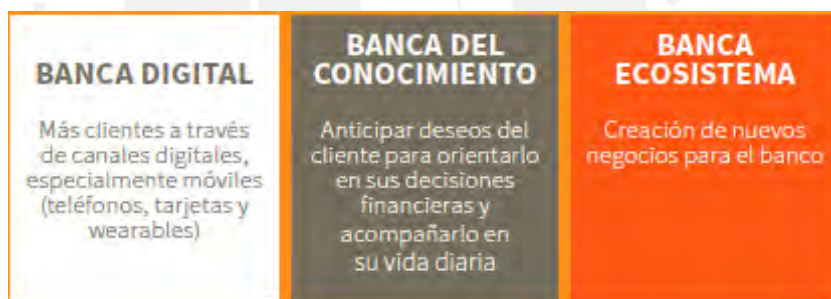 BANCA DIGITAL
Más clientes a través
de canales digitales,
especialmente móviles
(teléfonos, tarjetas y
wearables)
BANCA DEL
CONOCIMIENTO
Anticipar deseos del
cliente para orientarlo
en sus decisiones
financieras y
acompañarlo en
su vida diaria
BANCA
ECOSISTEMA
Creación de nuevos
negocios para el banco